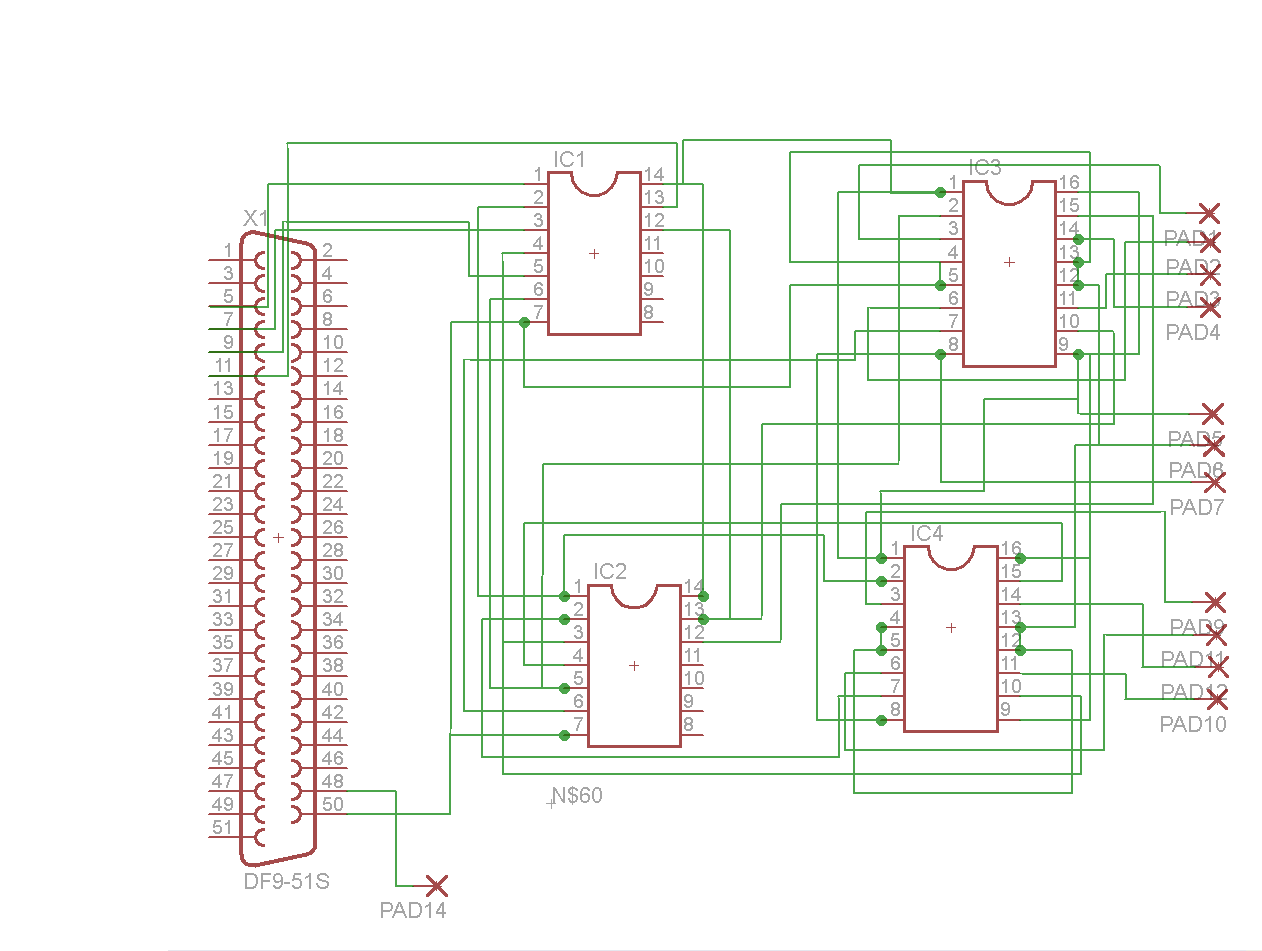 IC1
1 14
2 13
3 12
4 11
5 10
6 9
7 8
IC3
1 16
2 15
3 14
4 13
5 12
6 11
7 10
8 9
PAD1
PAD2
PAD3
PAD4
PAD5
PAD6
PAD7
X1
1 2
3 4
5 6
7 8
9 10
11 12
13 14
15 16
17 18
19 20
21 22
23 24
25 26
27 28
29 30
31 32
33 34
35 36
37 38
39 40
41 42
43 44
45 46
47 48
49 50
51
DF9-51S
IC2
1 14
2 13
3 12
4 11
5 10
6 9
7 8
IC4
1 16
2 15
3 14
4 13
5 12
6 11
7 10
8 9
PAD9
PAD11
PAD12
PAD10
N$60
PAD14